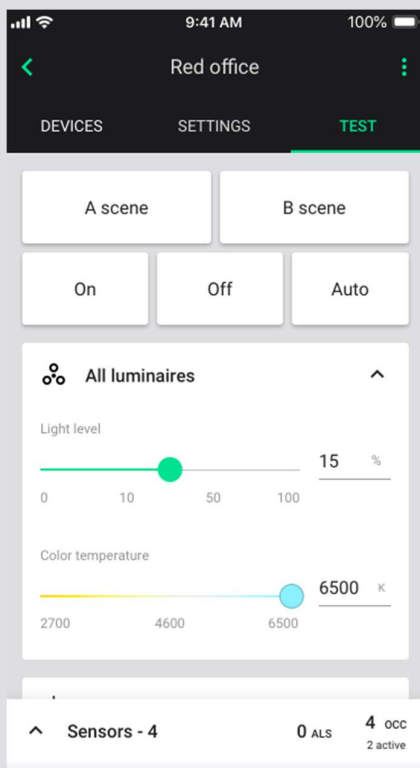 9:41 AM 100%
Red office
DEVICES SETTINGS TEST
A scene B scene
On Off Auto
All luminaires
Light level
15 %
0 10 50 100
Color temperature
6500 K
2700 4600 6500
Sensors - 4 0 ALS 4 OCC
2 active